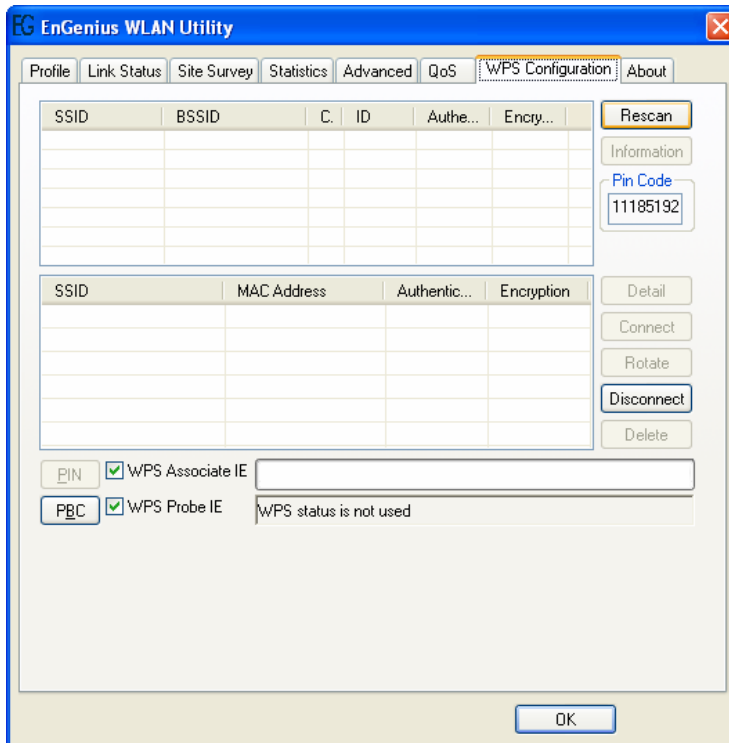 EG EnGenius WLAN Utility
Profile Link Status Site Survey Statistics Advanced QoS WPS Configuration About
SSID BSSID C. ID Authe... Encry...
Rescan
Information
Pin Code
11185192
SSID MAC Address Authentic... Encryption
Detail
Connect
Rotate
Disconnect
Delete
PIN WPS Associate IE
PBC WPS Probe IE WPS status is not used
OK